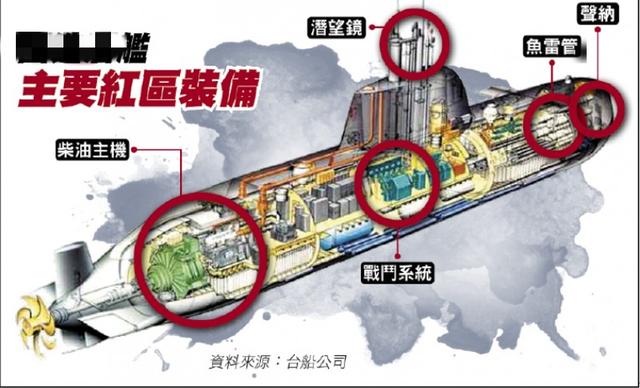 艦
主要紅區裝備
潛望鏡
聲納
魚雷管
柴油主機
戰鬥系統
資料來源：台船公司